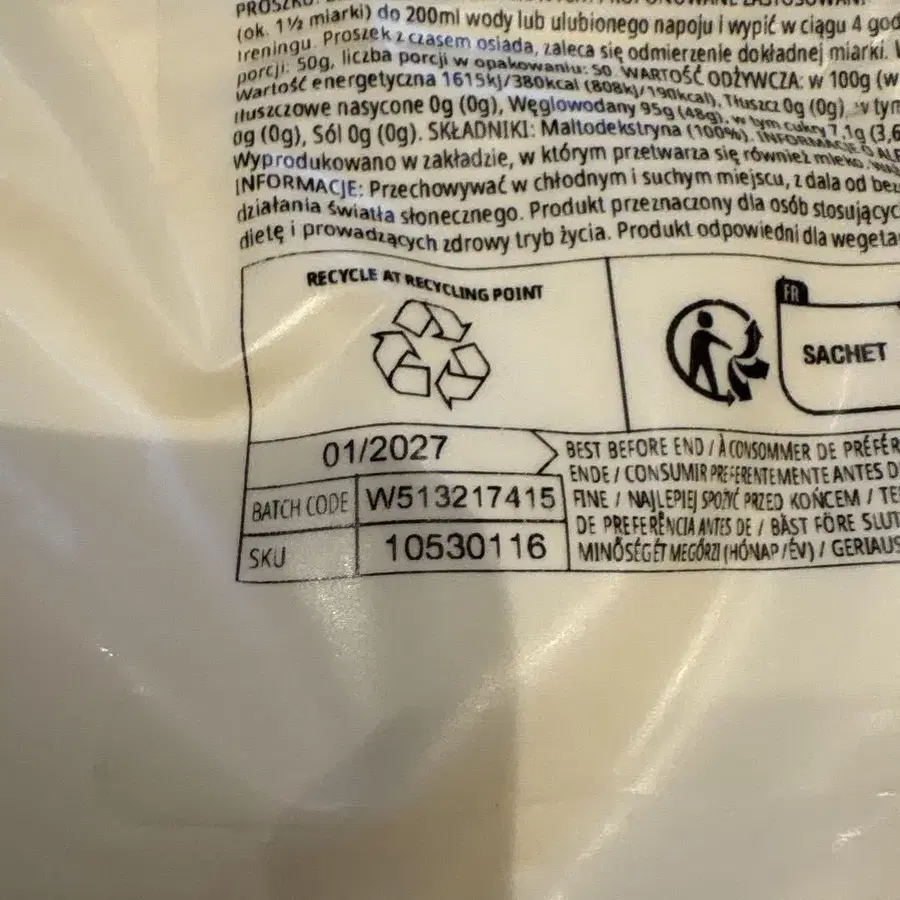 (ok. 1½ miarki) do 200ml wody lub ulubionego napoju i wypić w ciągu 4 god
treningu. Proszek z czasem osiada, zaleca się odmierzenie dokładnej miarki.
porcji: 50g, liczba porcji w opakowaniu: 50. WARTOŚĆ ODŻYWCZA: w 100g (w
Wartość energetyczna 1615kJ/380kcal (808kJ/190kcal), Tłuszcz 0g (0g), w tym
tłuszczowe nasycone 0g (0g), Węglowodany 95g (48g), w tym cukry 7,1g (3,6
0g (0g), Sól 0g (0g). SKŁADNIKI: Maltodekstryna (100%). INFORMACJE O ALE
Wyprodukowano w zakładzie, w którym przetwarza się również mleko,
INFORMACJE: Przechowywać w chłodnym i suchym miejscu, z dala od bez
działania światła słonecznego. Produkt przeznaczony dla osób stosującyc
dietę i prowadzących zdrowy tryb życia. Produkt odpowiedni dla wegeta
RECYCLE AT RECYCLING POINT
FR
SACHET
01/2027
BATCH CODE W513217415
SKU 10530116
BEST BEFORE END / À CONSOMMER DE PRÉFÉR
ENDE / CONSUMIR PREFERENTEMENTE ANTES D
FINE / NAJLEPIEJ SPOŻYĆ PRZED KOŃCEM / TE
DE PREFERÊNCIA ANTES DE / BÄST FÖRE SLUT
MINŐSÉGÉT MEGŐRZI (HÓNAP/ÉV) / GERIAUS